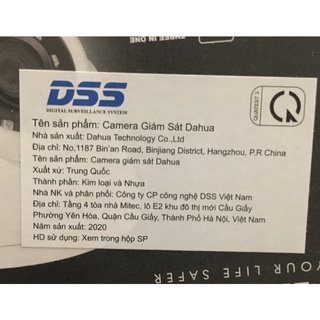 THREE IN ONE
DSS
DIGITAL SURVEILLANCE SYSTEM
QUATEST 3
Tên sản phẩm: Camera Giám Sát Dahua
Nhà sản xuất: Dahua Technology Co.,Ltd
Địa chỉ: No,1187 Bin'an Road, Binjiang District, Hangzhou, P.R China
Tên sản phẩm: Camera giám sát Dahua
Xuất xứ: Trung Quốc
Thành phần: Kim loại và Nhựa
Nhà NK và phân phối: Công ty CP công nghệ DSS Việt Nam
Địa chỉ: Tầng 4 tòa nhà Mitec, lô E2 khu đô thị mới Cầu Giấy
Phường Yên Hòa, Quận Cầu Giấy, Thành Phố Hà Nội, Việt Nam
Năm sản xuất: 2020
HD sử dụng: Xem trong hộp SP
YOUR LIFE SAFER